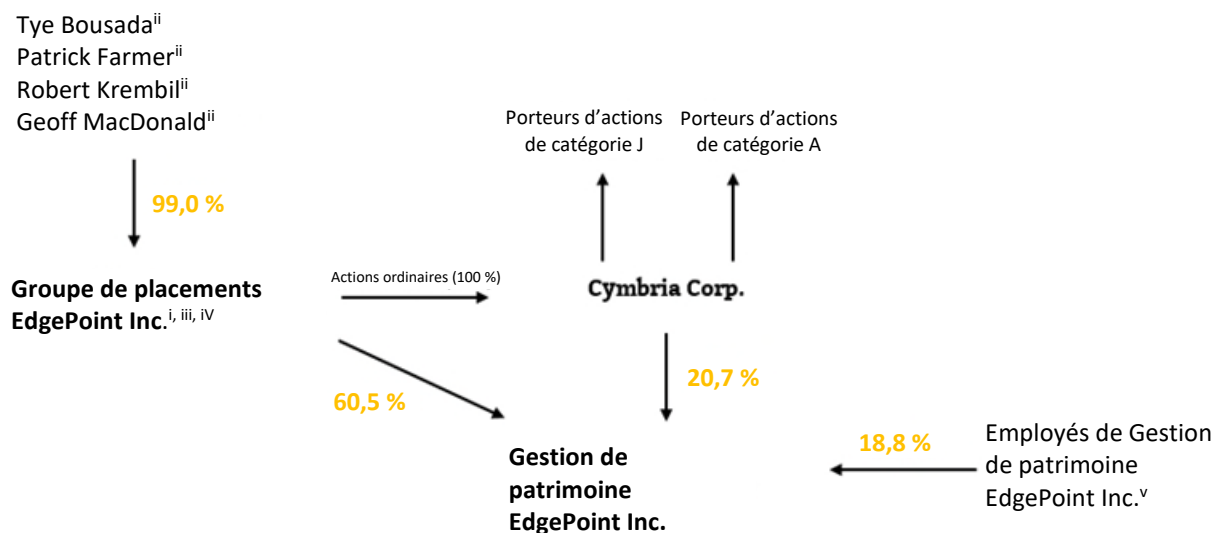 Tye Bousadaⁱⁱ
Patrick Farmerⁱⁱ
Robert Krembilⁱⁱ
Geoff MacDonaldⁱⁱ
Porteurs d’actions
de catégorie J
Porteurs d’actions
de catégorie A
99,0 %
Groupe de placements
EdgePoint Inc.ⁱ, ⁱⁱⁱ, ⁱⱽ
Actions ordinaires (100 %)
Cymbria Corp.
60,5 %
20,7 %
Gestion de
patrimoine
EdgePoint Inc.
18,8 %
Employés de Gestion
de patrimoine
EdgePoint Inc.ᵛ